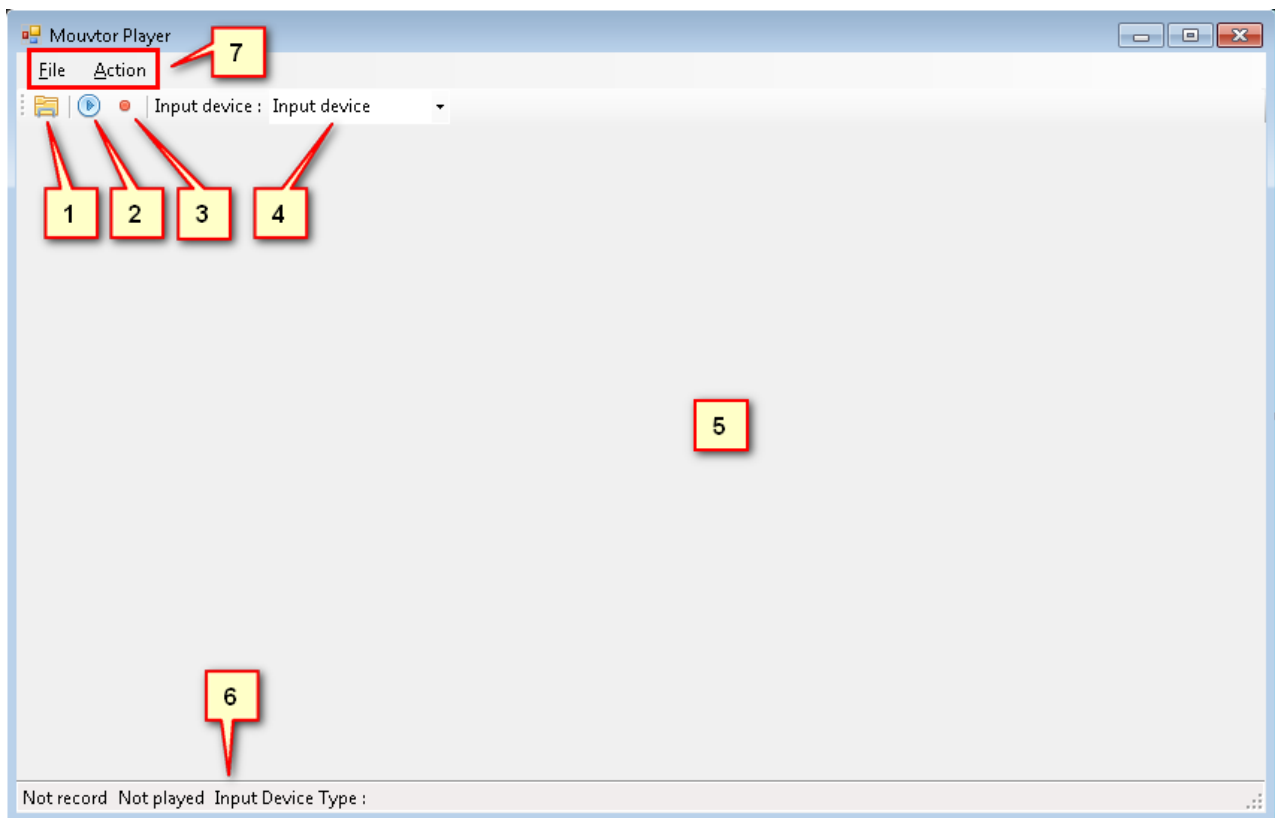 Mouvtor Player
7
File Action
Input device : Input device
1 2 3 4
5
6
Not record Not played Input Device Type :